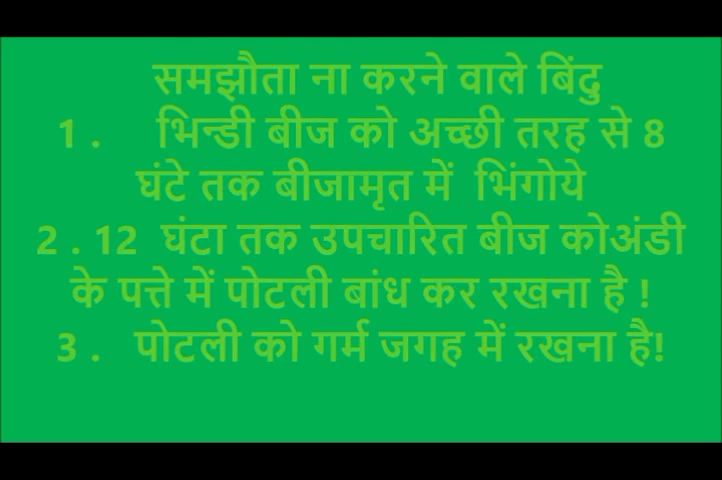 समझौता ना करने वाले बिंदु
1 . भिन्डी बीज को अच्छी तरह से 8
घंटे तक बीजामृत में भिंगोये
2 . 12 घंटा तक उपचारित बीज कोअंडी
के पत्ते में पोटली बांध कर रखना है !
3 . पोटली को गर्म जगह में रखना है!